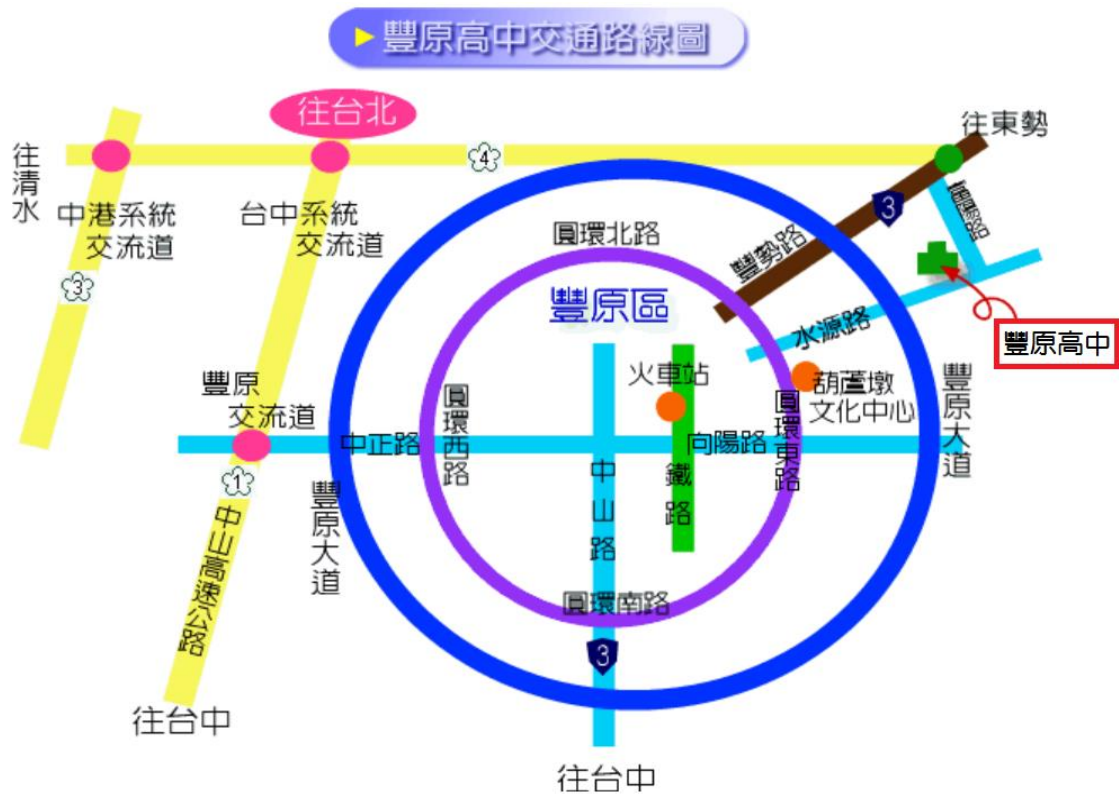 豐原高中交通路線圖
往台北
往東勢
往清水
4
中港系統
交流道
台中系統
交流道
3
圓環北路
豐勢路
3
豐原區
水源路
豐原高中
火車站
葫蘆墩
文化中心
豐原大道
豐原
交流道
圓環西路
圓環東路
中正路
向陽路
1
中山路
鐵路
豐原大道
中山高速公路
圓環南路
3
往台中
往台中